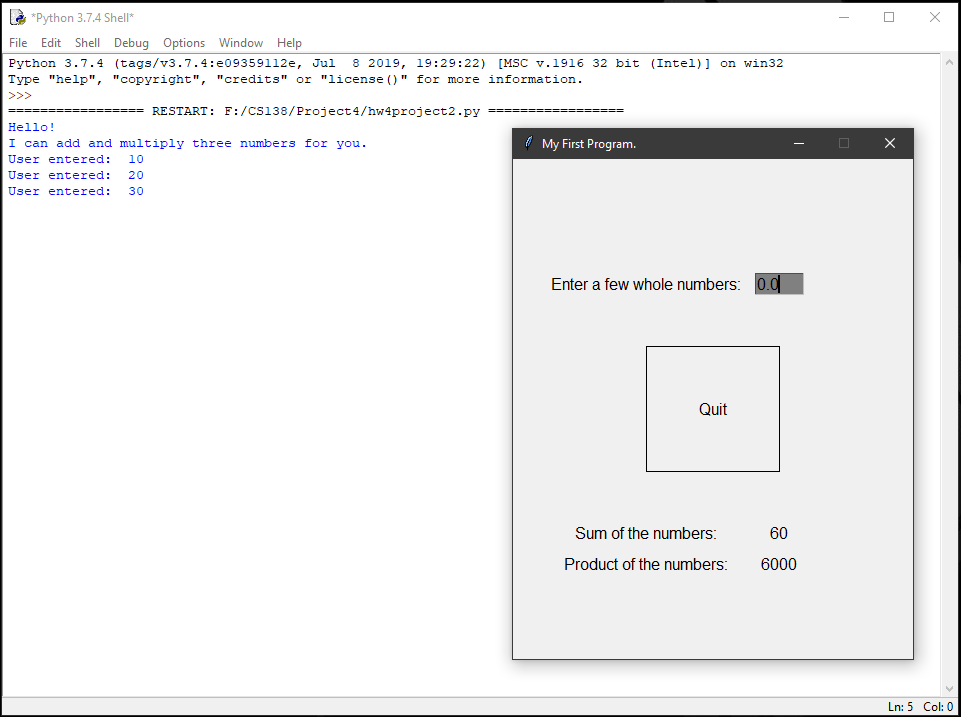 *Python 3.7.4 Shell*
File Edit Shell Debug Options Window Help
Python 3.7.4 (tags/v3.7.4:e09359112e, Jul  8 2019, 19:29:22) [MSC v.1916 32 bit (Intel)] on win32
Type "help", "copyright", "credits" or "license()" for more information.
>>>
================= RESTART: F:/CS138/Project4/hw4project2.py =================
Hello!
I can add and multiply three numbers for you.
User entered:  10
User entered:  20
User entered:  30
My First Program.
Enter a few whole numbers: 0.0
Quit
Sum of the numbers: 60
Product of the numbers: 6000
Ln: 5 Col: 0